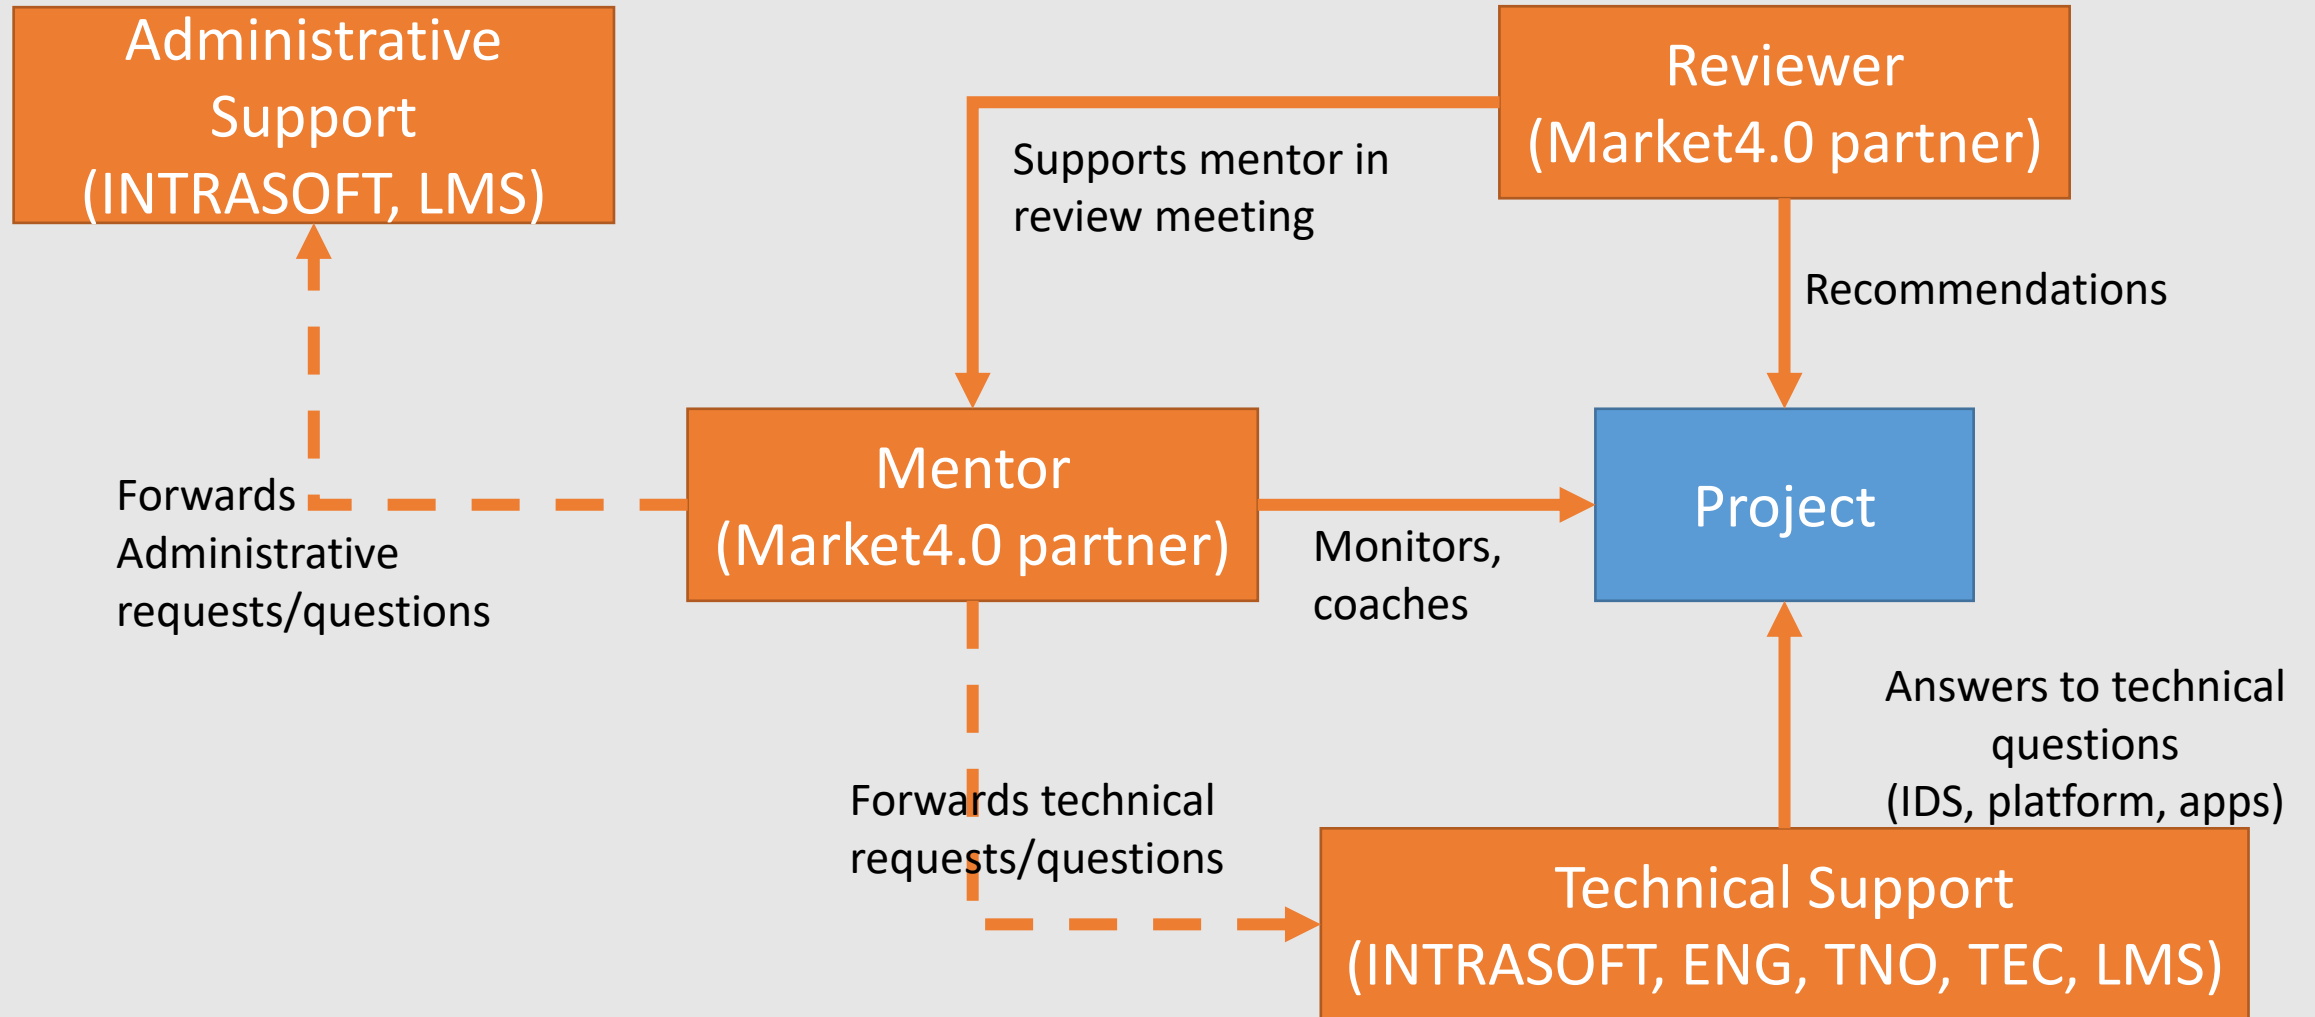 Administrative
Support
(INTRASOFT, LMS)
Reviewer
(Market4.0 partner)
Supports mentor in
review meeting
Recommendations
Mentor
(Market4.0 partner)
Project
Forwards
Administrative
requests/questions
Monitors,
coaches
Answers to technical
questions
(IDS, platform, apps)
Forwards technical
requests/questions
Technical Support
(INTRASOFT, ENG, TNO, TEC, LMS)